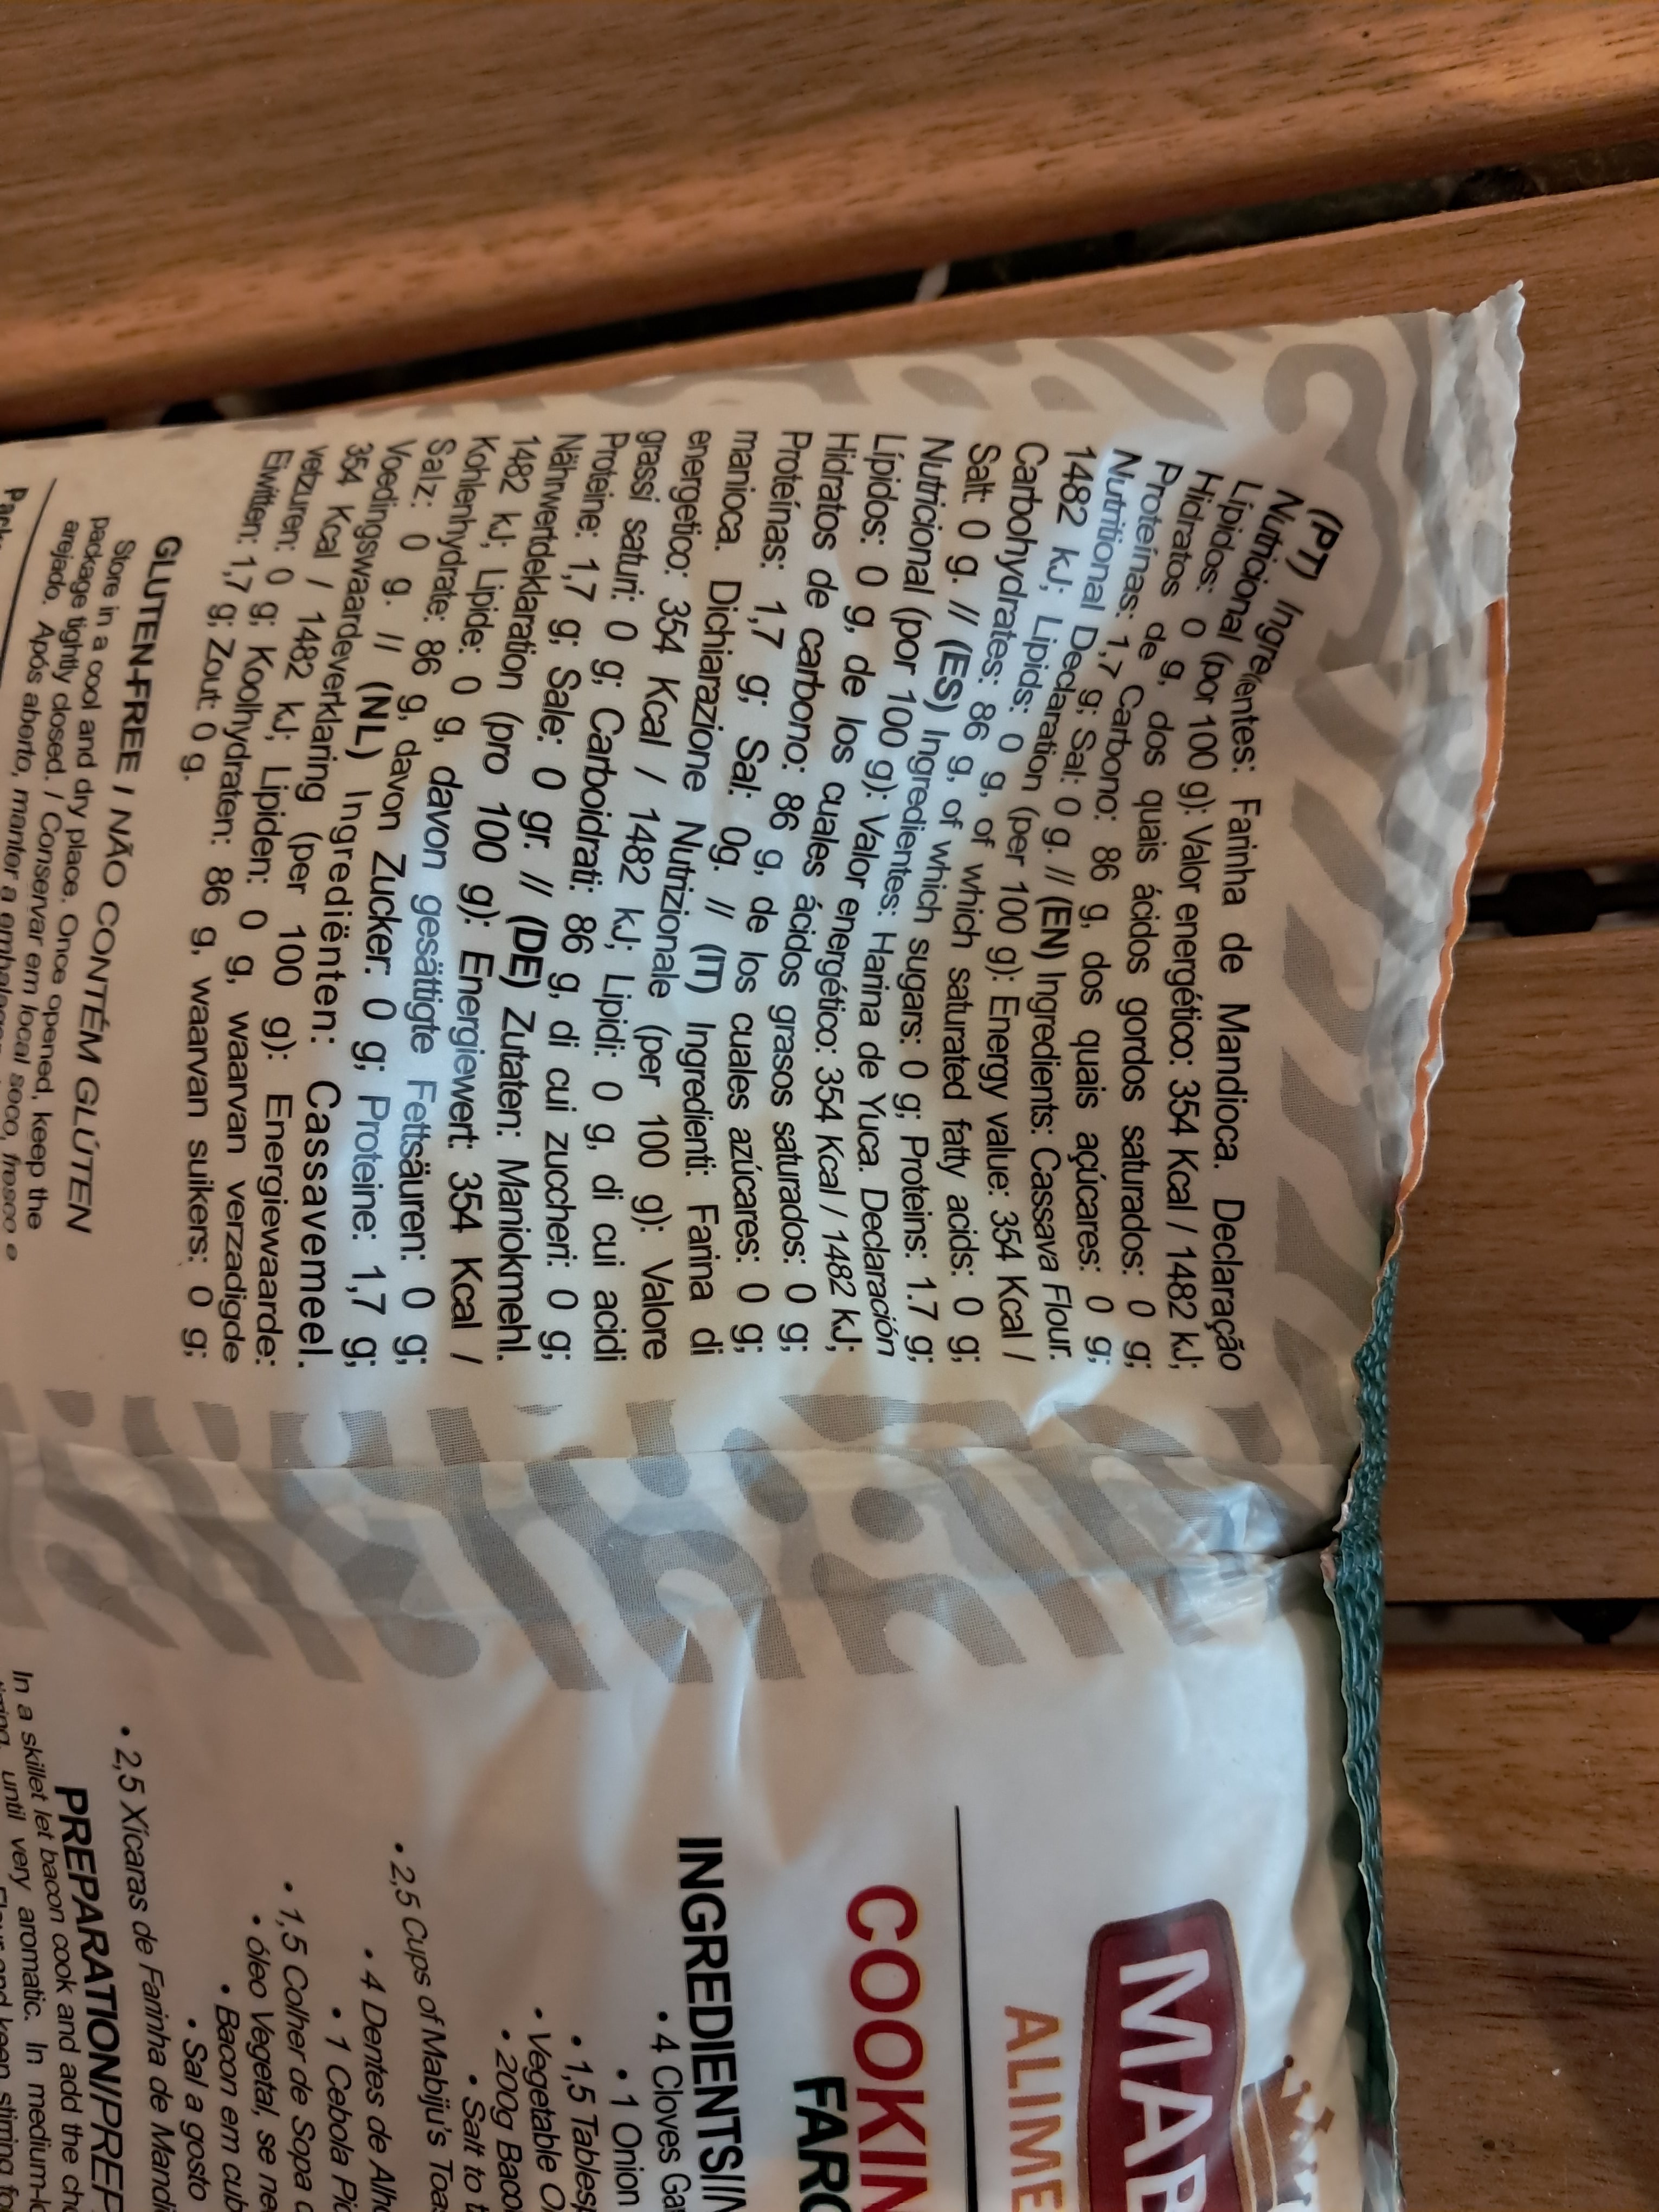 (PT) Ingredientes: Farinha de Mandioca. Declaração
Nutricional (por 100 g): Valor energético: 354 Kcal / 1482 kJ;
Lípidos: 0 g, dos quais ácidos gordos saturados: 0 g;
Hidratos de Carbono: 86 g, dos quais açúcares: 0 g;
Proteínas: 1,7 g; Sal: 0 g. // (EN) Ingredients: Cassava Flour.
Nutritional Declaration (per 100 g): Energy value: 354 Kcal /
1482 kJ; Lipids: 0 g, of which saturated fatty acids: 0 g;
Carbohydrates: 86 g, of which sugars: 0 g; Proteins: 1.7 g;
Salt: 0 g. // (ES) Ingredientes: Harina de Yuca. Declaración
Nutricional (por 100 g): Valor energético: 354 Kcal / 1482 kJ;
Lípidos: 0 g, de los cuales ácidos grasos saturados: 0 g;
Hidratos de carbono: 86 g, de los cuales azúcares: 0 g;
Proteínas: 1,7 g; Sal: 0g. // (IT) Ingredienti: Farina di
manioca. Dichiarazione Nutrizionale (per 100 g): Valore
energetico: 354 Kcal / 1482 kJ; Lipidi: 0 g, di cui acidi
grassi saturi: 0 g; Carboidrati: 86 g, di cui zuccheri: 0 g;
Proteine: 1,7 g; Sale: 0 gr. // (DE) Zutaten: Maniokmehl.
Nährwertdeklaration (pro 100 g): Energiewert: 354 Kcal /
1482 kJ; Lipide: 0 g, davon gesättigte Fettsäuren: 0 g;
Kohlenhydrate: 86 g, davon Zucker: 0 g; Proteine: 1,7 g;
Salz: 0 g. // (NL) Ingrediënten: Cassavemeel.
Voedingswaardeverklaring (per 100 g): Energiewaarde:
354 Kcal / 1482 kJ; Lipiden: 0 g, waarvan verzadigde
vetzuren: 0 g; Koolhydraten: 86 g, waarvan suikers: 0 g;
Eiwitten: 1,7 g; Zout: 0 g.
GLUTEN-FREE / NÃO CONTÉM GLÚTEN
Store in a cool and dry place. Once opened, keep the
package tightly closed. / Conservar em local seco, fresco e
arejado. Após aberto, manter a embalagem
MAB
ALIME
COOKIN
FARO
INGREDIENTS/IN
• 4 Cloves Ga
• 1 Onion
• 1,5 Tablesp
• Vegetable O
• 200g Baco
• Salt to t
• 2,5 Cups of Mabiju's Toa
• 4 Dentes de Alh
• 1 Cebola Pic
• 1,5 Colher de Sopa d
• óleo Vegetal, se ne
• Bacon em cub
• Sal a gosto
• 2,5 Xícaras de Farinha de Mandi
PREPARATION/PREP
In a skillet let bacon cook and add the cho
until very aromatic. In medium-l
and keep stirring fo